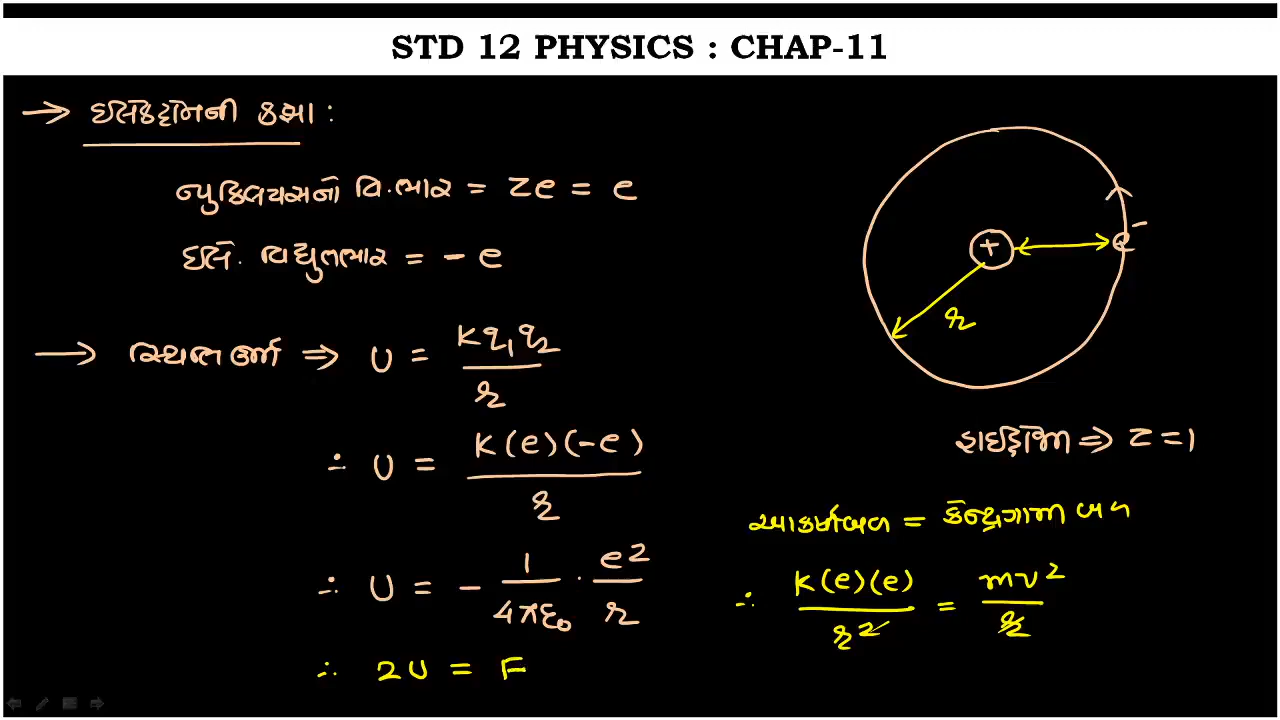 STD 12 PHYSICS : CHAP-11
→ ઇલેક્ટ્રોનની કક્ષા :
ન્યુક્લિયસનો વિ.ભાર = Ze = e
ઇલે. વિદ્યુતભાર = - e
→ સ્થિતિ ઉર્જા ⇒ U = Kq₁q₂ / r
∴ U = K(e)(-e) / r
∴ U = - 1/4πε₀ · e²/r
∴ 2U = F
+ e⁻
r
હાઇડ્રોજન ⇒ Z = 1
આકર્ષણબળ = કેન્દ્રગામી બળ
∴ K(e)(e) / r² = mv² / r